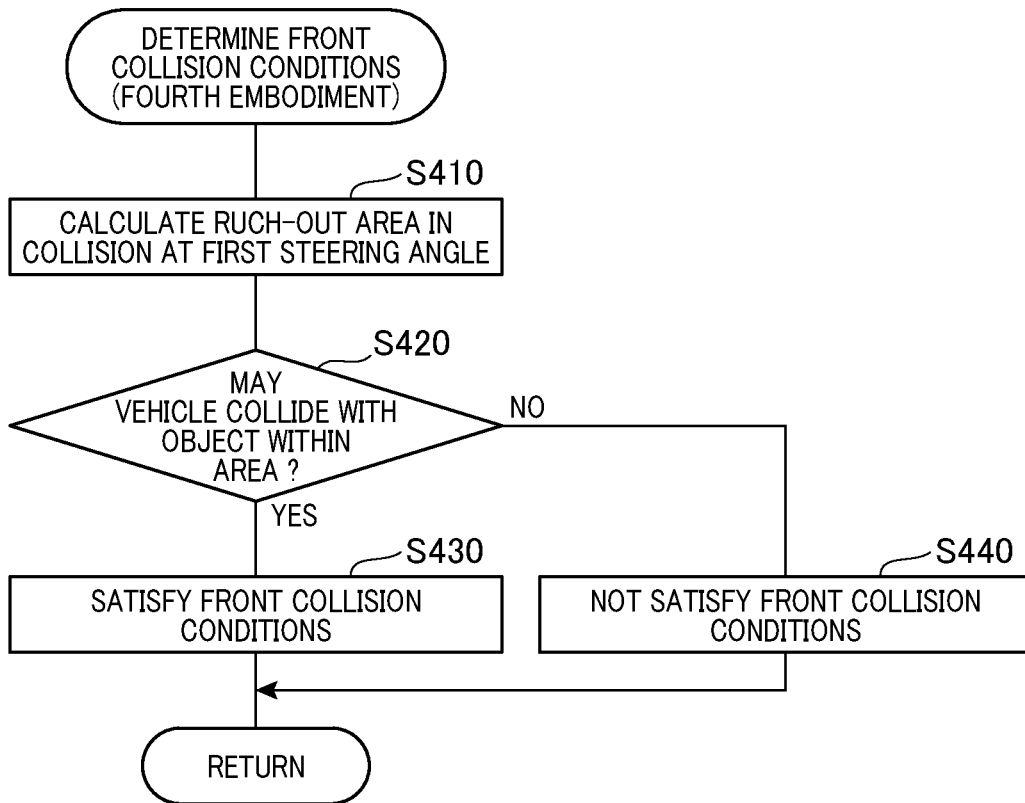 DETERMINE FRONT
COLLISION CONDITIONS
(FOURTH EMBODIMENT)
S410
CALCULATE RUCH-OUT AREA IN
COLLISION AT FIRST STEERING ANGLE
S420
MAY
VEHICLE COLLIDE WITH
OBJECT WITHIN
AREA ?
NO
YES
S430
SATISFY FRONT COLLISION
CONDITIONS
S440
NOT SATISFY FRONT COLLISION
CONDITIONS
RETURN